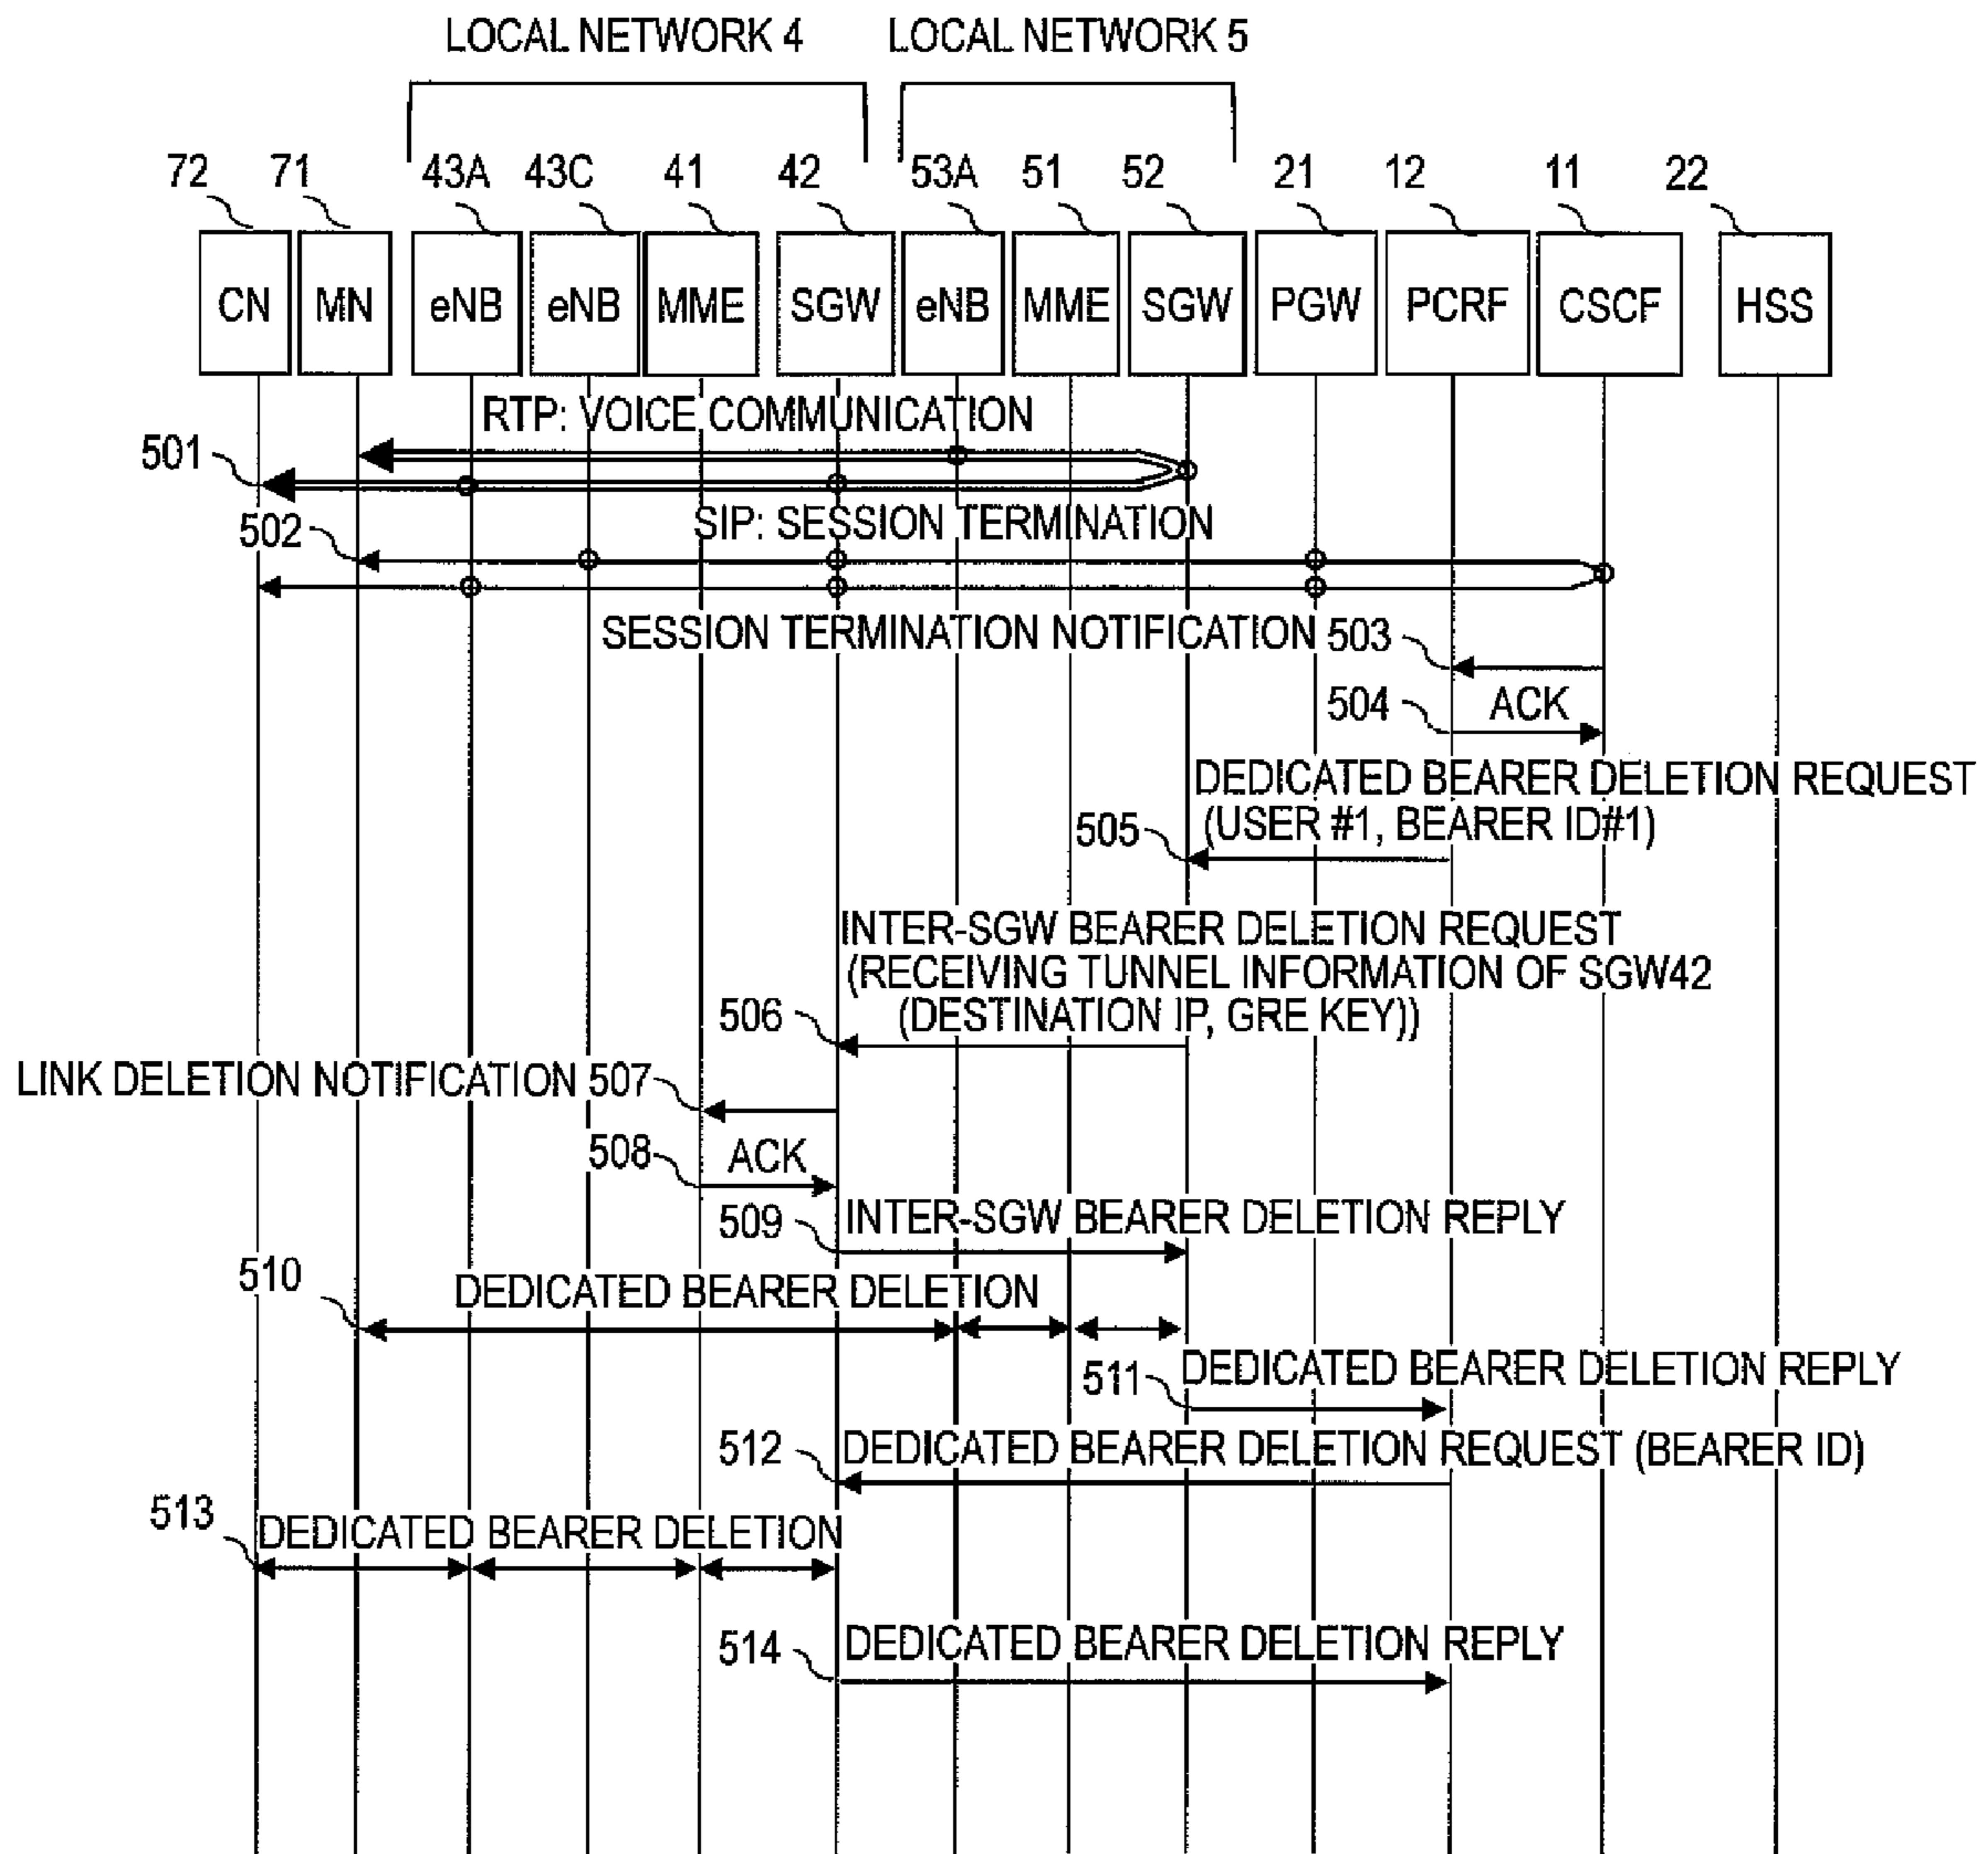 LOCAL NETWORK 4 LOCAL NETWORK 5
72 71 43A 43C 41 42 53A 51 52 21 12 11 22
CN MN eNB eNB MME SGW eNB MME SGW PGW PCRF CSCF HSS
RTP: VOICE COMMUNICATION
501
SIP: SESSION TERMINATION
502
SESSION TERMINATION NOTIFICATION 503
504 ACK
DEDICATED BEARER DELETION REQUEST
(USER #1, BEARER ID#1)
505
INTER-SGW BEARER DELETION REQUEST
(RECEIVING TUNNEL INFORMATION OF SGW42
(DESTINATION IP, GRE KEY))
506
LINK DELETION NOTIFICATION 507
508 ACK
509 INTER-SGW BEARER DELETION REPLY
510 DEDICATED BEARER DELETION
511 DEDICATED BEARER DELETION REPLY
512 DEDICATED BEARER DELETION REQUEST (BEARER ID)
513 DEDICATED BEARER DELETION
514 DEDICATED BEARER DELETION REPLY